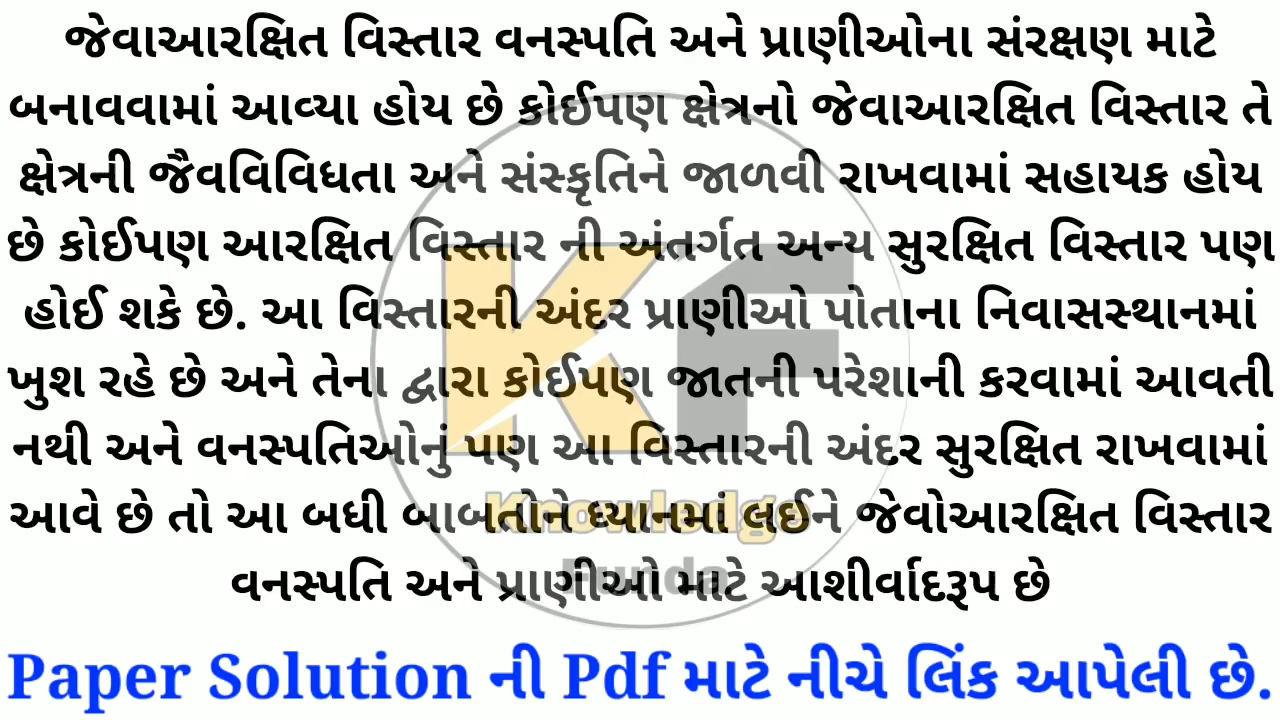 જેવાઆરક્ષિત વિસ્તાર વનસ્પતિ અને પ્રાણીઓના સંરક્ષણ માટે
બનાવવામાં આવ્યા હોય છે કોઈપણ ક્ષેત્રનો જેવાઆરક્ષિત વિસ્તાર તે
ક્ષેત્રની જૈવવિવિધતા અને સંસ્કૃતિને જાળવી રાખવામાં સહાયક હોય
છે કોઈપણ આરક્ષિત વિસ્તાર ની અંતર્ગત અન્ય સુરક્ષિત વિસ્તાર પણ
હોઈ શકે છે. આ વિસ્તારની અંદર પ્રાણીઓ પોતાના નિવાસસ્થાનમાં
ખુશ રહે છે અને તેના દ્વારા કોઈપણ જાતની પરેશાની કરવામાં આવતી
નથી અને વનસ્પતિઓનું પણ આ વિસ્તારની અંદર સુરક્ષિત રાખવામાં
આવે છે તો આ બધી બાબતોને ધ્યાનમાં લઈને જેવોઆરક્ષિત વિસ્તાર
વનસ્પતિ અને પ્રાણીઓ માટે આશીર્વાદરૂપ છે
KF
Knowledge
Funda
Paper Solution ની Pdf માટે નીચે લિંક આપેલી છે.